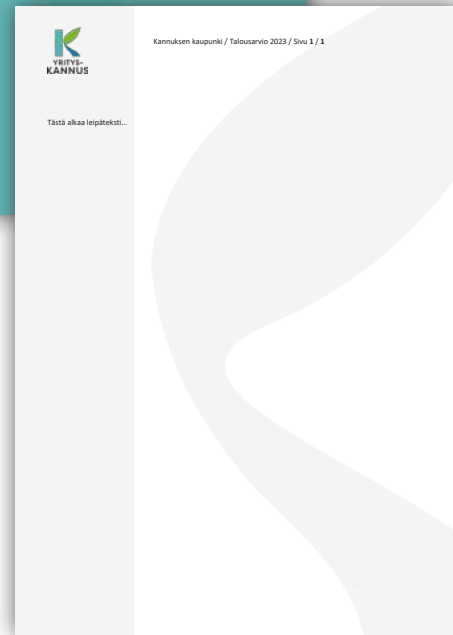 YRITYS-
KANNUS
Kannuksen kaupunki / Talousarvio 2023 / Sivu 1 / 1
Tästä alkaa leipäteksti...